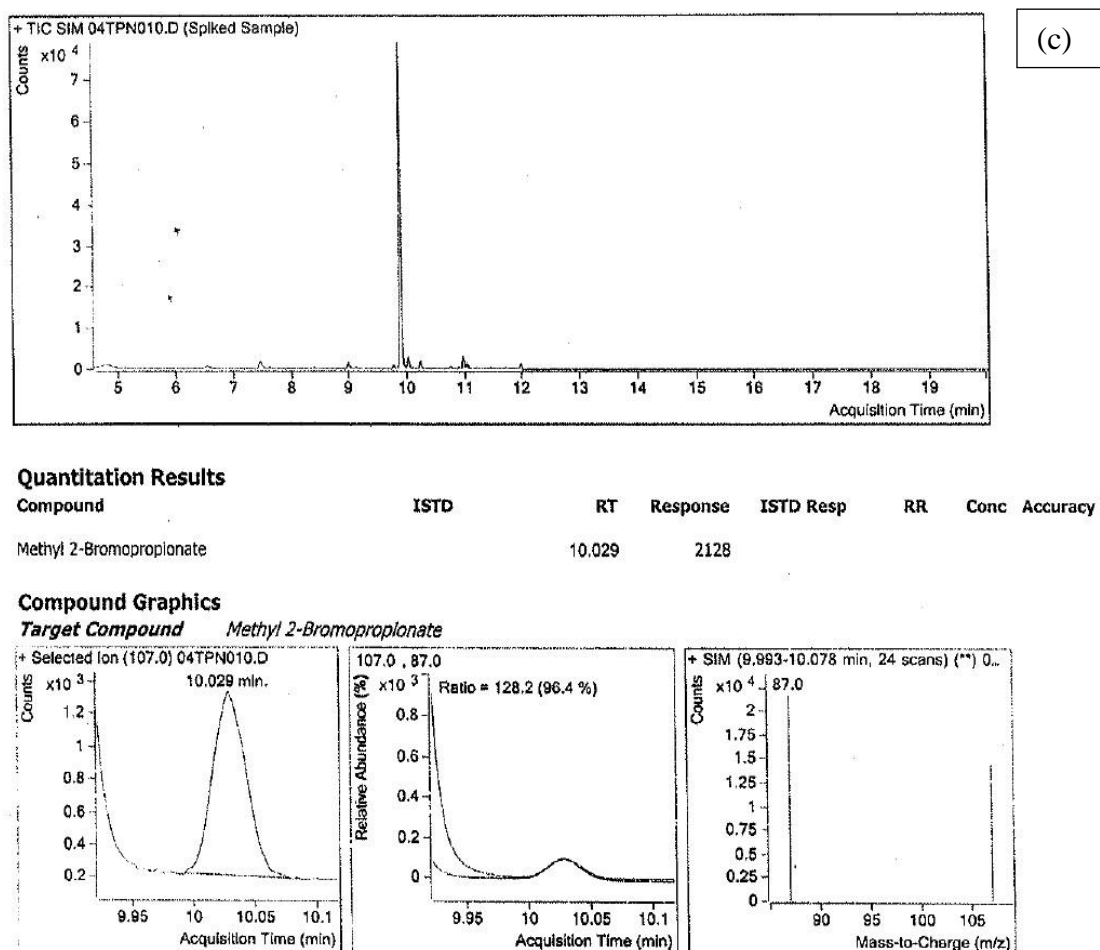 (c)
+ TIC SIM 04TPN010.D (Spiked Sample)
Counts
x10 4
7
6
5
4
3
2
1
0
5 6 7 8 9 10 11 12 13 14 15 16 17 18 19
Acquisition Time (min)
Quantitation Results
Compound ISTD RT Response ISTD Resp RR Conc Accuracy
Methyl 2-Bromopropionate 10.029 2128
Compound Graphics
Target Compound Methyl 2-Bromopropionate
+ Selected Ion (107.0) 04TPN010.D
Counts
x10 3
10.029 min.
1.2
1
0.8
0.6
0.4
0.2
9.95 10 10.05 10.1
Acquisition Time (min)
107.0 , 87.0
Relative Abundance (%)
x10 3
Ratio = 128.2 (96.4 %)
0.8
0.6
0.4
0.2
0
9.95 10 10.05 10.1
Acquisition Time (min)
+ SIM (9.993-10.078 min, 24 scans) (**) 0...
Counts
x10 4
87.0
2
1.75
1.5
1.25
1
0.75
0.5
0.25
0
90 95 100 105
Mass-to-Charge (m/z)